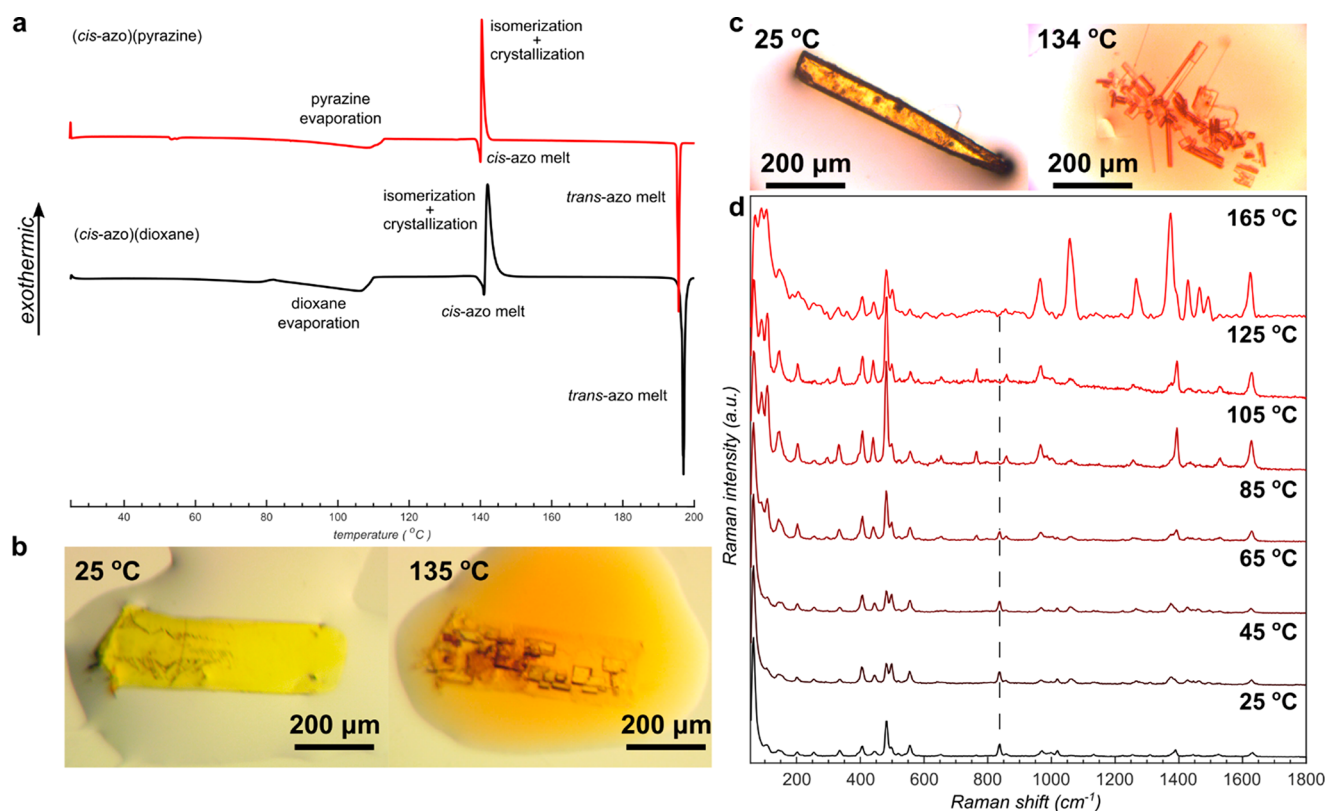 a
(cis-azo)(pyrazine)
isomerization
+
crystallization
pyrazine
evaporation
cis-azo melt
trans-azo melt
isomerization
+
crystallization
(cis-azo)(dioxane)
dioxane
evaporation
cis-azo melt
trans-azo melt
exothermic
40 60 80 100 120 140 160 180 200
temperature ( °C )
b
25 °C
200 µm
135 °C
200 µm
c
25 °C
200 µm
134 °C
200 µm
d
165 °C
125 °C
105 °C
85 °C
65 °C
45 °C
25 °C
Raman intensity (a.u.)
200 400 600 800 1000 1200 1400 1600 1800
Raman shift (cm-1)